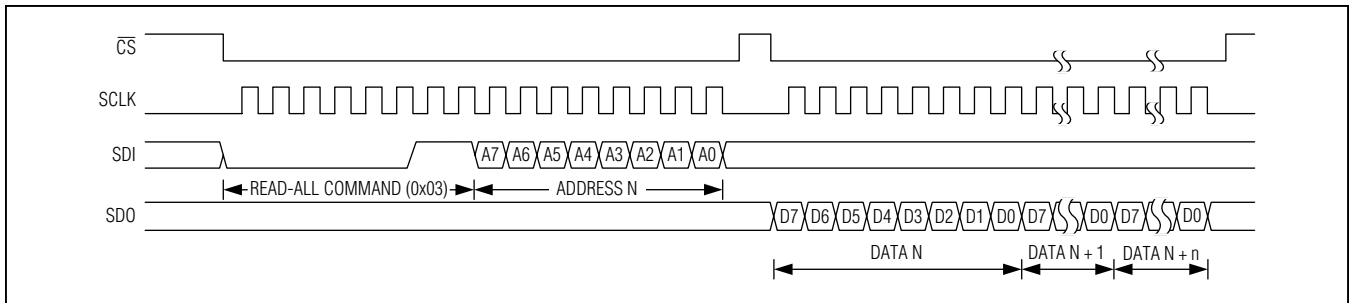 CS
SCLK
SDI A7 A6 A5 A4 A3 A2 A1 A0
READ-ALL COMMAND (0x03) ADDRESS N
SDO D7 D6 D5 D4 D3 D2 D1 D0 D7 D0 D7 D0
DATA N DATA N + 1 DATA N + n